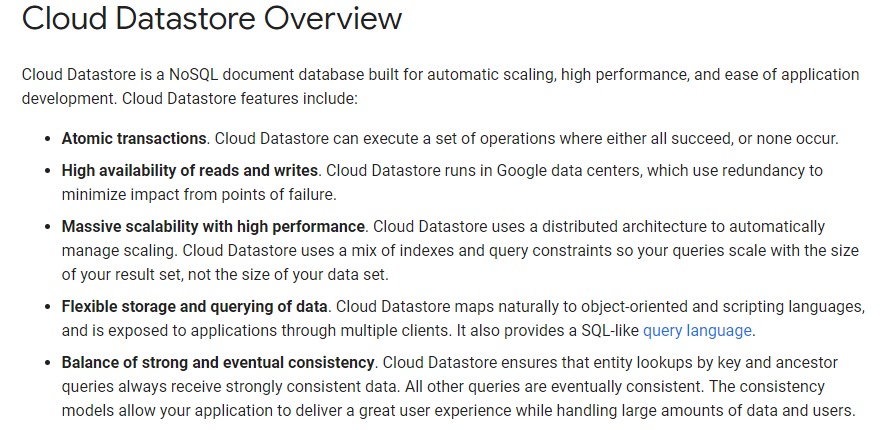 Cloud Datastore Overview
Cloud Datastore is a NoSQL document database built for automatic scaling, high performance, and ease of application
development. Cloud Datastore features include:
• Atomic transactions. Cloud Datastore can execute a set of operations where either all succeed, or none occur.
• High availability of reads and writes. Cloud Datastore runs in Google data centers, which use redundancy to
minimize impact from points of failure.
• Massive scalability with high performance. Cloud Datastore uses a distributed architecture to automatically
manage scaling. Cloud Datastore uses a mix of indexes and query constraints so your queries scale with the size
of your result set, not the size of your data set.
• Flexible storage and querying of data. Cloud Datastore maps naturally to object-oriented and scripting languages,
and is exposed to applications through multiple clients. It also provides a SQL-like query language.
• Balance of strong and eventual consistency. Cloud Datastore ensures that entity lookups by key and ancestor
queries always receive strongly consistent data. All other queries are eventually consistent. The consistency
models allow your application to deliver a great user experience while handling large amounts of data and users.